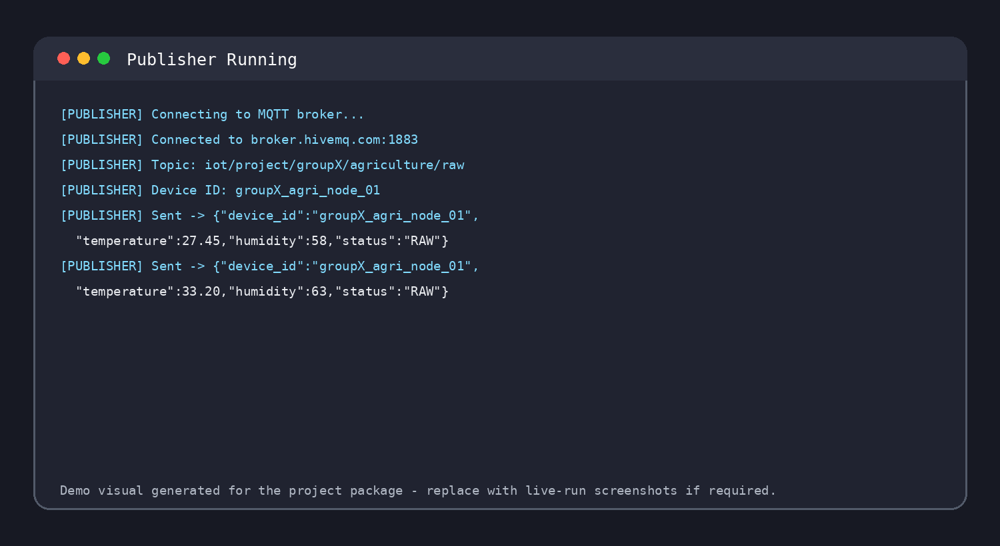 Publisher Running
[PUBLISHER] Connecting to MQTT broker...
[PUBLISHER] Connected to broker.hivemq.com:1883
[PUBLISHER] Topic: iot/project/groupX/agriculture/raw
[PUBLISHER] Device ID: groupX_agri_node_01
[PUBLISHER] Sent -> {"device_id":"groupX_agri_node_01",
  "temperature":27.45,"humidity":58,"status":"RAW"}
[PUBLISHER] Sent -> {"device_id":"groupX_agri_node_01",
  "temperature":33.20,"humidity":63,"status":"RAW"}
Demo visual generated for the project package - replace with live-run screenshots if required.